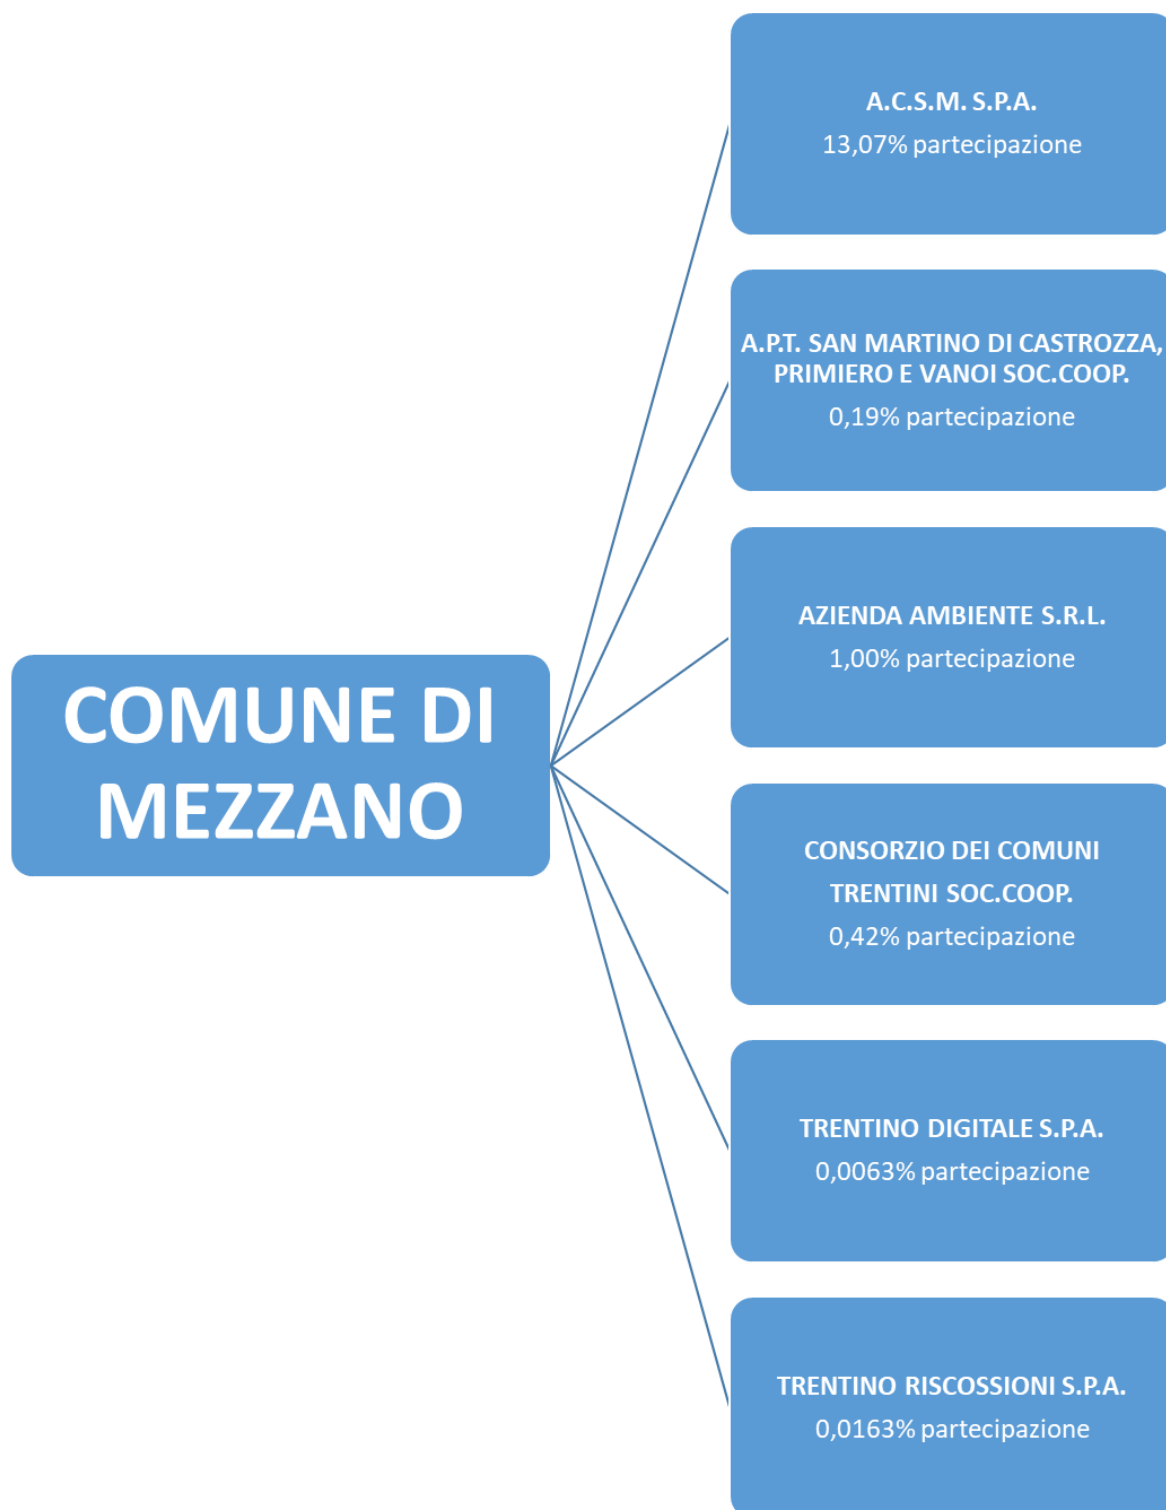 COMUNE DI
MEZZANO
A.C.S.M. S.P.A.
13,07% partecipazione
A.P.T. SAN MARTINO DI CASTROZZA,
PRIMIERO E VANOI SOC.COOP.
0,19% partecipazione
AZIENDA AMBIENTE S.R.L.
1,00% partecipazione
CONSORZIO DEI COMUNI
TRENTINI SOC.COOP.
0,42% partecipazione
TRENTINO DIGITALE S.P.A.
0,0063% partecipazione
TRENTINO RISCOSSIONI S.P.A.
0,0163% partecipazione